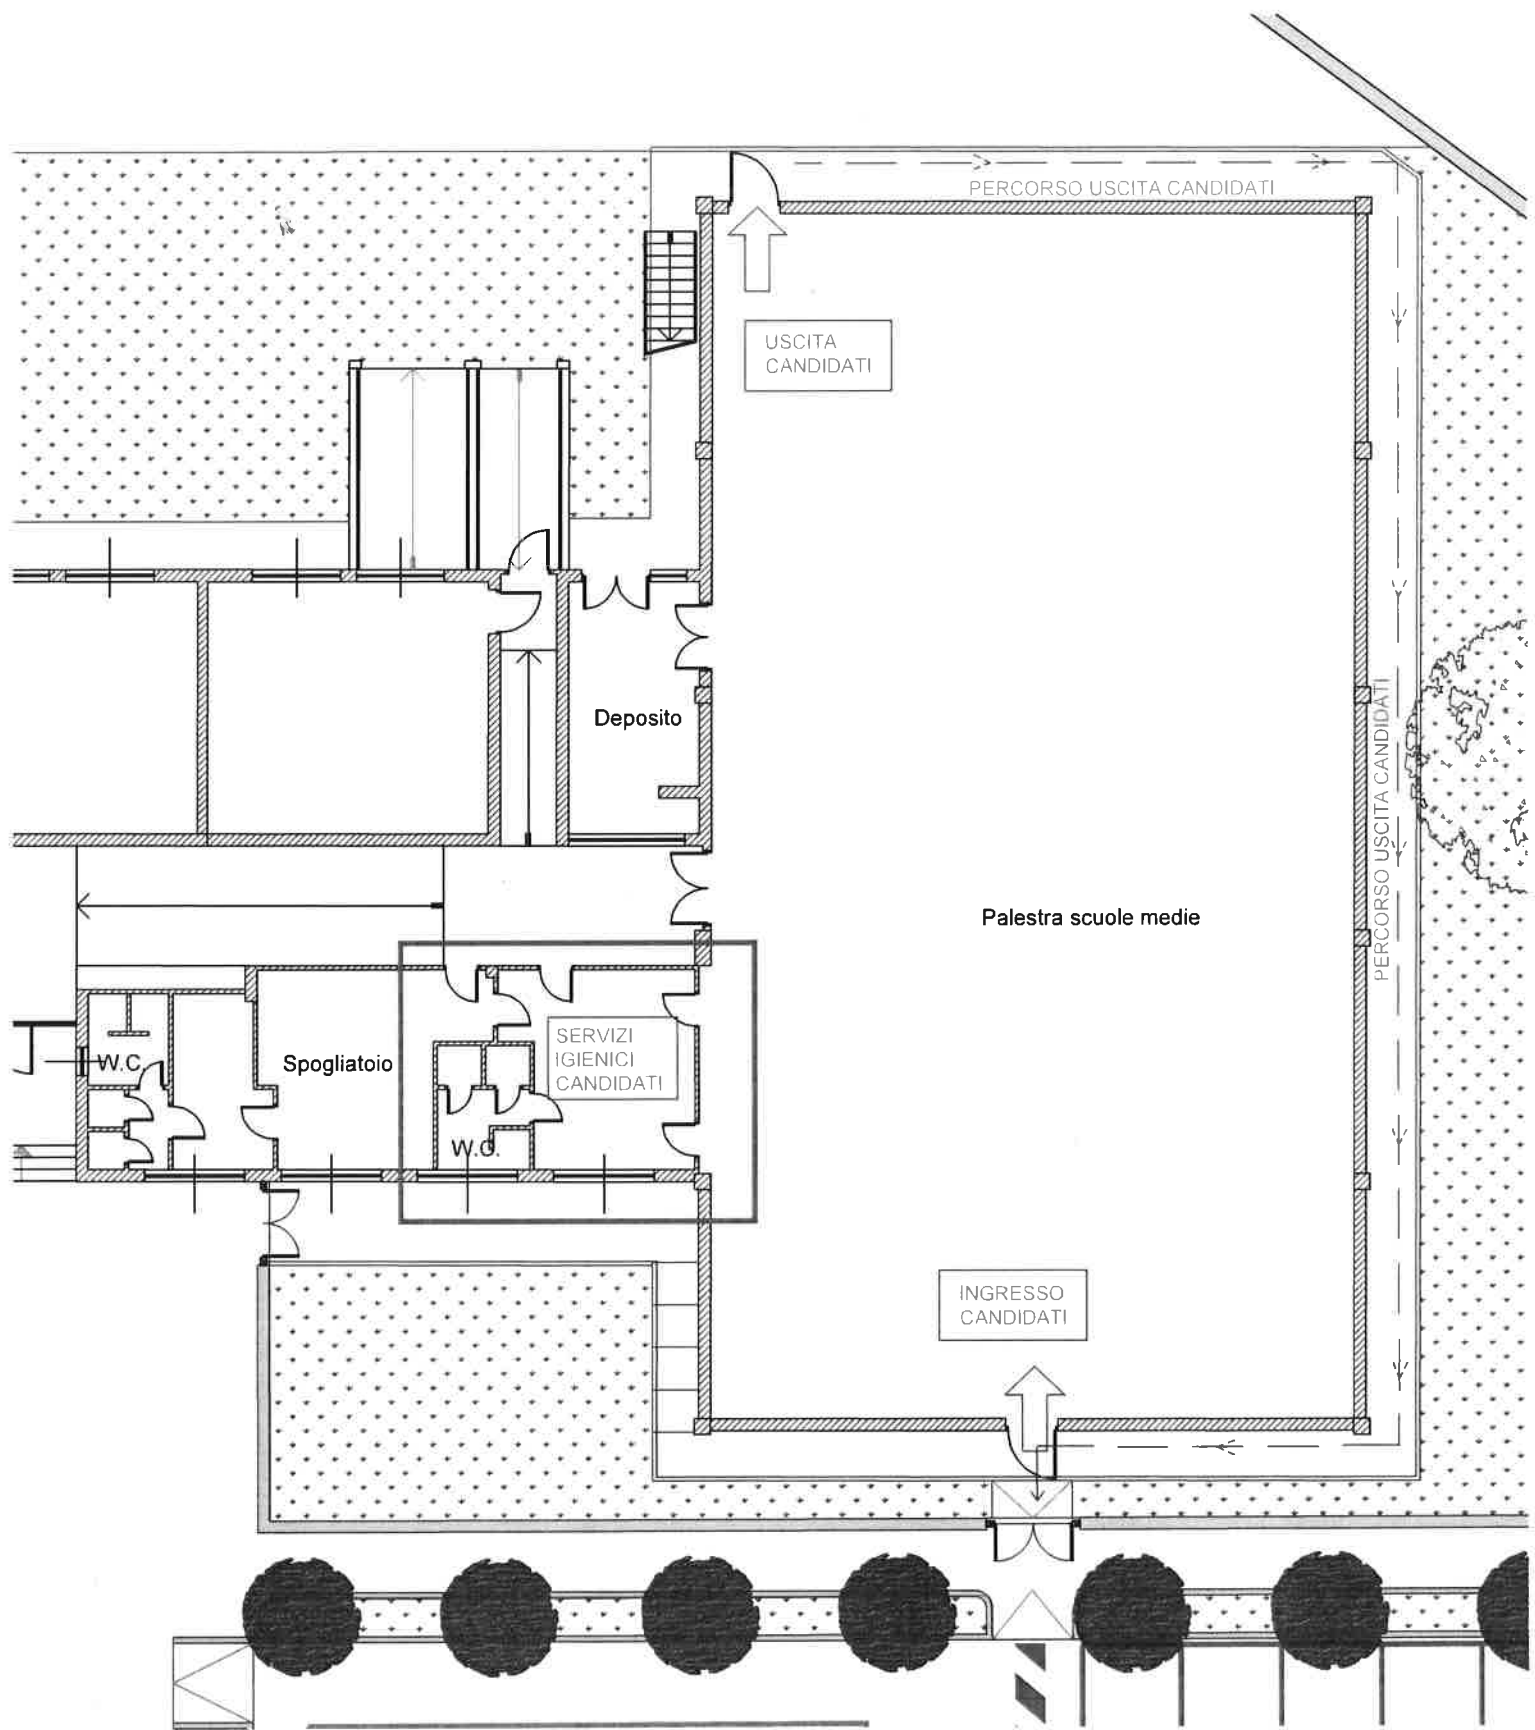 PERCORSO USCITA CANDIDATI
USCITA
CANDIDATI
Deposito
PERCORSO USCITA CANDIDATI
Palestra scuole medie
SERVIZI
IGIENICI
CANDIDATI
W.C.
Spogliatoio
W.C.
INGRESSO
CANDIDATI